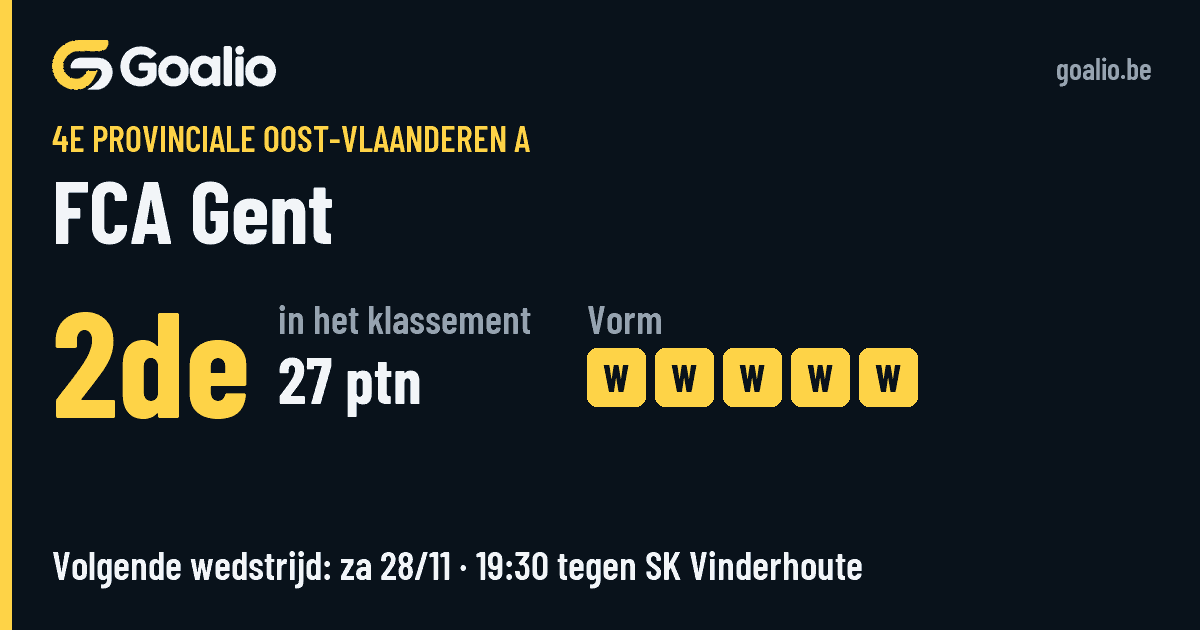 Goalio
goalio.be
4E PROVINCIALE OOST-VLAANDEREN A
FCA Gent
2de
in het klassement
27 ptn
Vorm
W W W W W
Volgende wedstrijd: za 28/11 · 19:30 tegen SK Vinderhoute